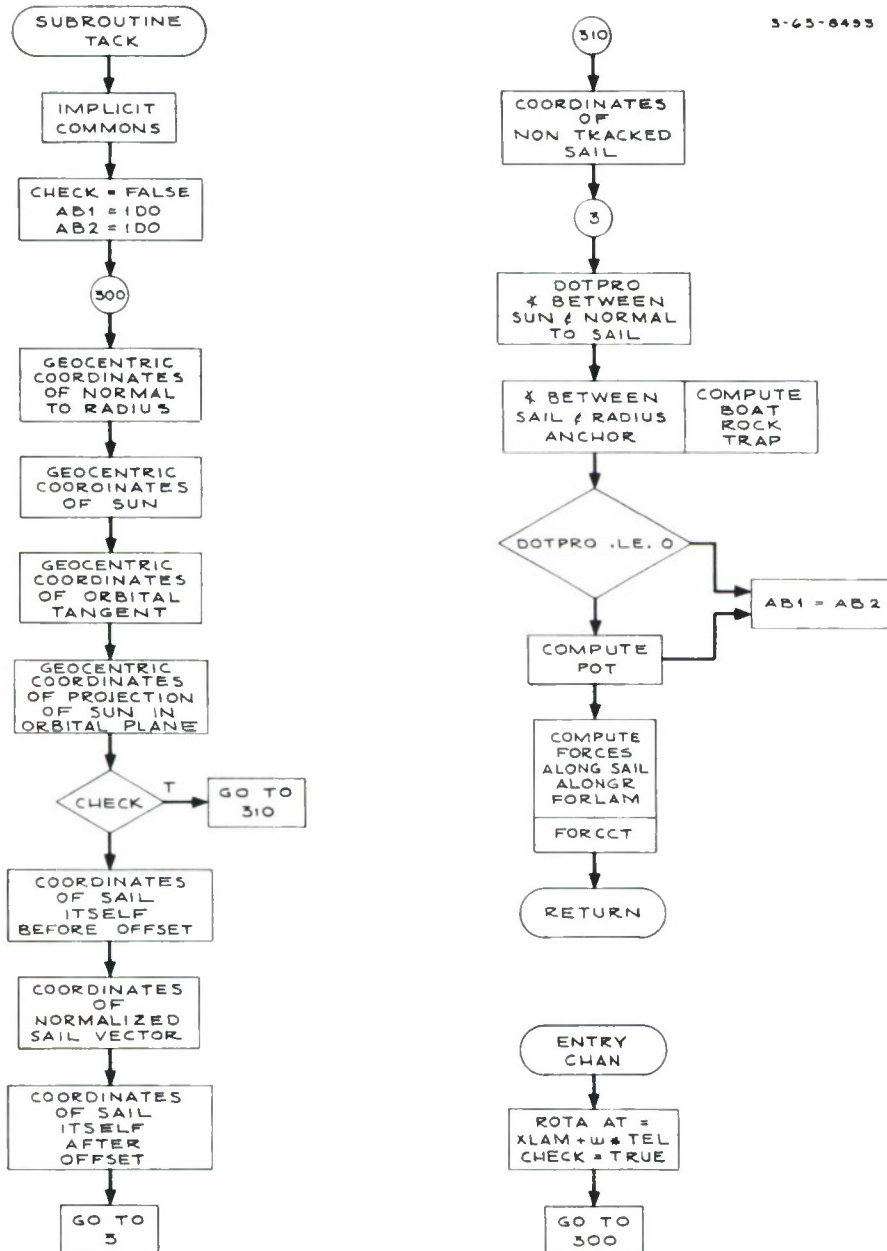 SUBROUTINE
TACK
IMPLICIT
COMMONS
CHECK = FALSE
AB1 = 1DO
AB2 = 1DO
300
GEOCENTRIC
COORDINATES
OF NORMAL
TO RADIUS
GEOCENTRIC
COORDINATES
OF SUN
GEOCENTRIC
COORDINATES
OF ORBITAL
TANGENT
GEOCENTRIC
COORDINATES
OF PROJECTION
OF SUN IN
ORBITAL PLANE
CHECK
T
GO TO
310
COORDINATES
OF SAIL
ITSELF
BEFORE OFFSET
COORDINATES
OF
NORMALIZED
SAIL VECTOR
COORDINATES
OF SAIL
ITSELF
AFTER
OFFSET
GO TO
3
3-63-8493
310
COORDINATES
OF
NON TRACKED
SAIL
3
DOTPRO
∡ BETWEEN
SUN & NORMAL
TO SAIL
∡ BETWEEN
SAIL & RADIUS
ANCHOR
COMPUTE
BOAT
ROCK
TRAP
DOTPRO .LE. 0
AB1 = AB2
COMPUTE
POT
COMPUTE
FORCES
ALONG SAIL
ALONGR
FORLAM
FORCCT
RETURN
ENTRY
CHAN
ROTA AT =
XLAM + ω * TEL
CHECK = TRUE
GO TO
300